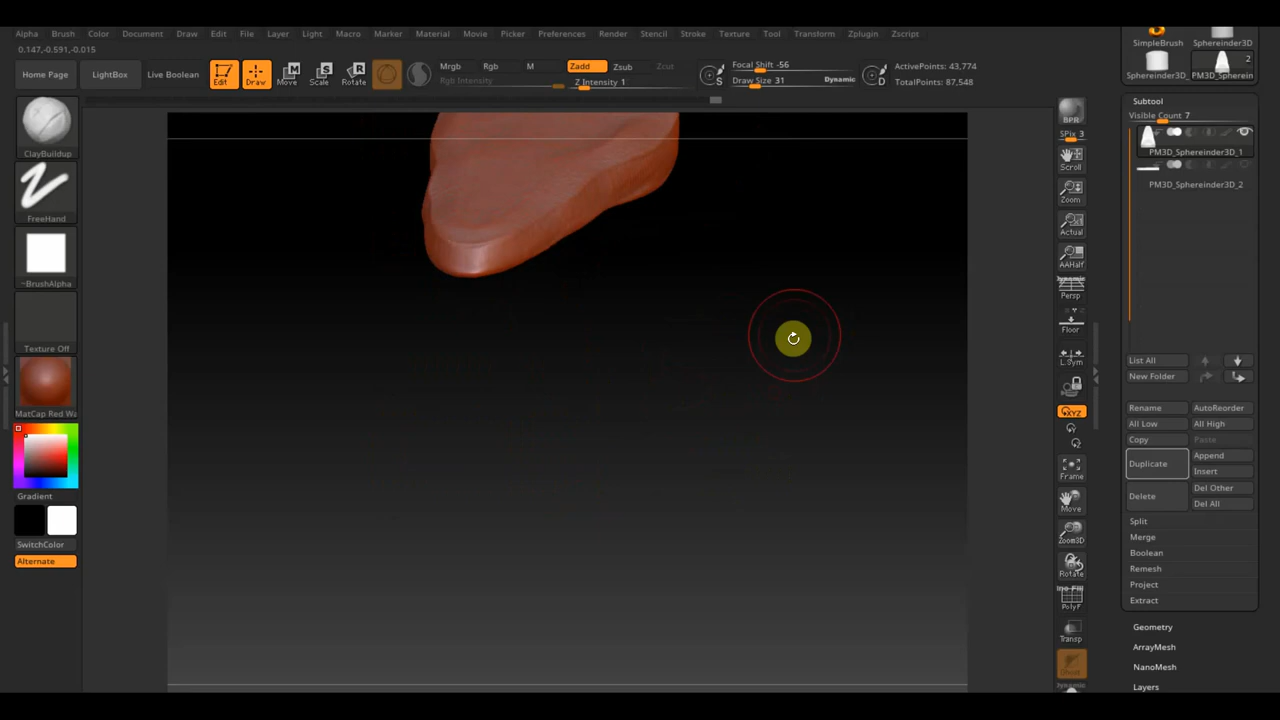 Alpha Brush Color Document Draw Edit File Layer Light Macro Marker Material Movie Picker Preferences Render Stencil Stroke Texture Tool Transform Zplugin Zscript
0.147,-0.591,-0.015
Home Page LightBox Live Boolean Edit Draw Move Scale Rotate
Mrgb Rgb M Zadd Zsub Zcut
Rgb Intensity Z Intensity 1
S Focal Shift -56
Draw Size 31 Dynamic
D ActivePoints: 43,774
TotalPoints: 87,548
ClayBuildup
FreeHand
~BrushAlpha
Texture Off
MatCap Red Wa
Gradient
SwitchColor
Alternate
BPR
SPix 3
Scroll
Zoom
Actual
AAHalf
Dynamic
Persp
Floor
L.Sym
XYZ
Y
Z
Frame
Move
Zoom3D
Rotate
PolyF
Transp
Dynamic
SimpleBrush Sphereinder3D
Sphereinder3D_ PM3D_Spherein
2
Subtool
Visible Count 7
PM3D_Sphereinder3D_1
PM3D_Sphereinder3D_2
List All
New Folder
Rename AutoReorder
All Low All High
Copy Paste
Duplicate Append
Insert
Delete Del Other
Del All
Split
Merge
Boolean
Remesh
Project
Extract
Geometry
ArrayMesh
NanoMesh
Layers